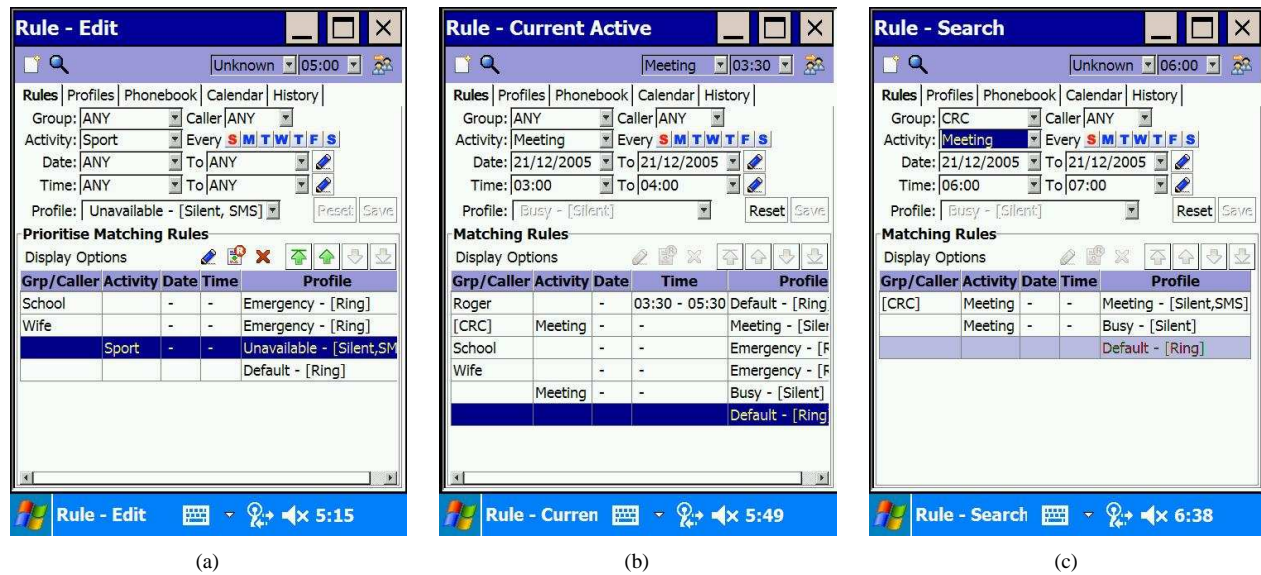 Rule - Edit
Unknown 05:00
Rules Profiles Phonebook Calendar History
Group: ANY Caller ANY
Activity: Sport Every S M T W T F S
Date: ANY To ANY
Time: ANY To ANY
Profile: Unavailable - [Silent, SMS] Reset Save
Prioritise Matching Rules
Display Options
Grp/Caller Activity Date Time Profile
School - - Emergency - [Ring]
Wife - - Emergency - [Ring]
Sport - - Unavailable - [Silent,SM
Default - [Ring]
Rule - Edit 5:15
(a)
Rule - Current Active
Meeting 03:30
Rules Profiles Phonebook Calendar History
Group: ANY Caller ANY
Activity: Meeting Every S M T W T F S
Date: 21/12/2005 To 21/12/2005
Time: 03:00 To 04:00
Profile: Busy - [Silent] Reset Save
Matching Rules
Display Options
Grp/Caller Activity Date Time Profile
Roger - 03:30 - 05:30 Default - [Ring]
[CRC] Meeting - - Meeting - [Siler
School - - Emergency - [R
Wife - - Emergency - [R
Meeting - - Busy - [Silent]
Default - [Ring]
Rule - Curren 5:49
(b)
Rule - Search
Unknown 06:00
Rules Profiles Phonebook Calendar History
Group: CRC Caller ANY
Activity: Meeting Every S M T W T F S
Date: 21/12/2005 To 21/12/2005
Time: 06:00 To 07:00
Profile: Busy - [Silent] Reset Save
Matching Rules
Display Options
Grp/Caller Activity Date Time Profile
[CRC] Meeting - - Meeting - [Silent,SMS]
Meeting - - Busy - [Silent]
Default - [Ring]
Rule - Search 6:38
(c)